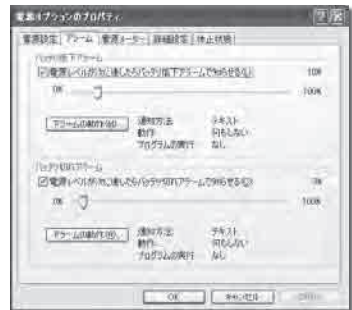 電源オプションのプロパティ
電源設定 アラーム 電源メーター 詳細設定 休止状態
バッテリ低下アラーム
電源レベルが次に達したらバッテリ低下アラームで知らせる(L)
10%
0%
100%
アラームの動作(A)...
通知方法 テキスト
動作 何もしない
プログラムの実行 なし
バッテリ切れアラーム
電源レベルが次に達したらバッテリ切れアラームで知らせる(C)
0%
100%
アラームの動作(R)...
通知方法 テキスト
動作 何もしない
プログラムの実行 なし
OK キャンセル